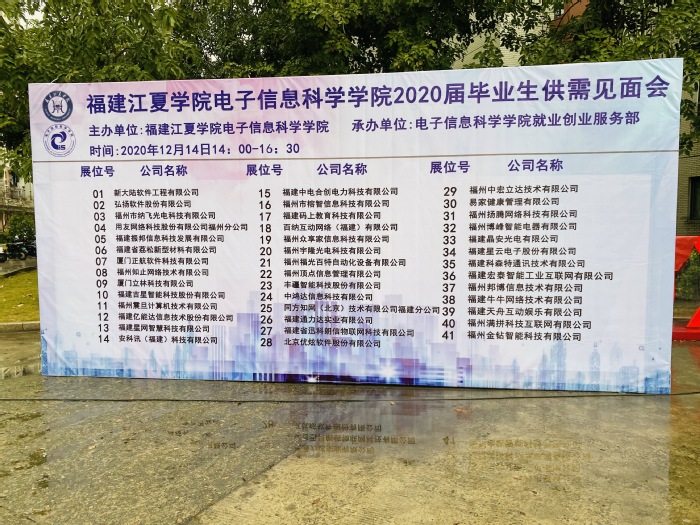 福建江夏学院电子信息科学学院2020届毕业生供需见面会
主办单位:福建江夏学院电子信息科学学院 承办单位:电子信息科学学院就业创业服务部
时间:2020年12月14日14:00-16:30
展位号 公司名称 展位号 公司名称 展位号 公司名称
01 新大陆软件工程有限公司
02 弘扬软件股份有限公司
03 福州市纳飞光电科技有限公司
04 用友网络科技股份有限公司福州分公司
05 福建振邦信息科技发展有限公司
06 福建省荔松新型材料有限公司
07 厦门正航软件科技有限公司
08 福州知止网络技术有限公司
09 厦门立林科技有限公司
10 福建吉星智能科技股份有限公司
11 福州震旦计算机技术有限公司
12 福建亿能达信息技术股份有限公司
13 福建星网智慧科技有限公司
14 安科讯(福建)科技有限公司
15 福建中电合创电力科技有限公司
16 福州市榕智信息科技有限公司
17 福建码上教育科技有限公司
18 百纳互动网络(福建)有限公司
19 福州众享家信息科技有限公司
20 福州宇隆光电科技有限公司
21 福州福光百特自动化设备有限公司
22 福州顶点信息管理有限公司
23 丰疆智能科技股份有限公司
24 中鸿达信息科技有限公司
25 同方知网(北京)技术有限公司福建分公司
26 福建通力达实业有限公司
27 福建省迅科朗信物联网科技有限公司
28 北京优炫软件股份有限公司
29 福州中宏立达技术有限公司
30 易家健康管理有限公司
31 福州扬腾网络科技有限公司
32 福州博峰智能电器有限公司
33 福建晶安光电有限公司
34 福建星云电子股份有限公司
35 福建科森特通讯技术有限公司
36 福建宏泰智能工业互联网有限公司
37 福州邦博信息技术有限公司
38 福建牛牛网络技术有限公司
39 福建天舟互动娱乐有限公司
40 福州满拼科技互联网有限公司
41 福州金钻智能科技有限公司